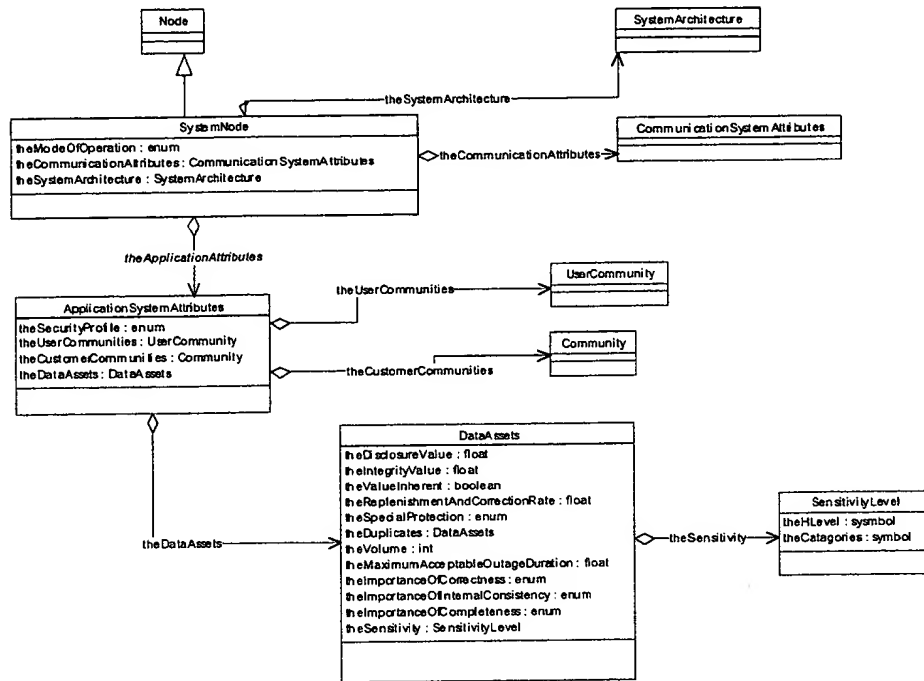 Node
SystemArchitecture
theSystemArchitecture
SystemNode
theModeOfOperation : enum
theCommunicationAttributes : CommunicationSystemAttributes
theSystemArchitecture : SystemArchitecture
CommunicationSystemAttributes
theCommunicationAttributes
theApplicationAttributes
ApplicationSystemAttributes
theSecurityProfile : enum
theUserCommunities : UserCommunity
theCustomerCommunities : Community
theDataAssets : DataAssets
theUserCommunities
UserCommunity
theCustomerCommunities
Community
theDataAssets
DataAssets
theDisclosureValue : float
theIntegrityValue : float
theValueInherent : boolean
theReplenishmentAndCorrectionRate : float
theSpecialProtection : enum
theDuplicates : DataAssets
theVolume : int
theMaximumAcceptableOutageDuration : float
theImportanceOfCorrectness : enum
theImportanceOfInternalConsistency : enum
theImportanceOfCompleteness : enum
theSensitivity : SensitivityLevel
theSensitivity
SensitivityLevel
theHLevel : sysmbol
theCatagories : symbol